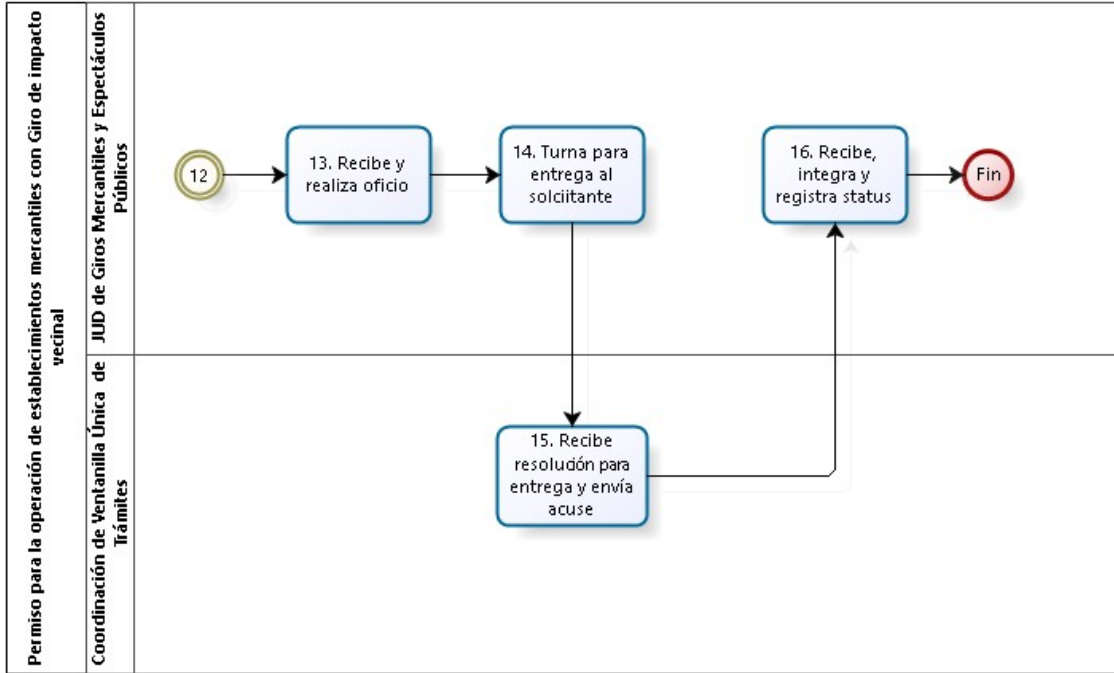 Permiso para la operación de establecimientos mercantiles con Giro de impacto
vecinal
JUD de Giros Mercantiles y Espectáculos
Públicos
12
13. Recibe y
realiza oficio
14. Turna para
entrega al
solciitante
16. Recibe,
integra y
registra status
Fin
Coordinación de Ventanilla Única de
Trámites
15. Recibe
resolución para
entrega y envía
acuse